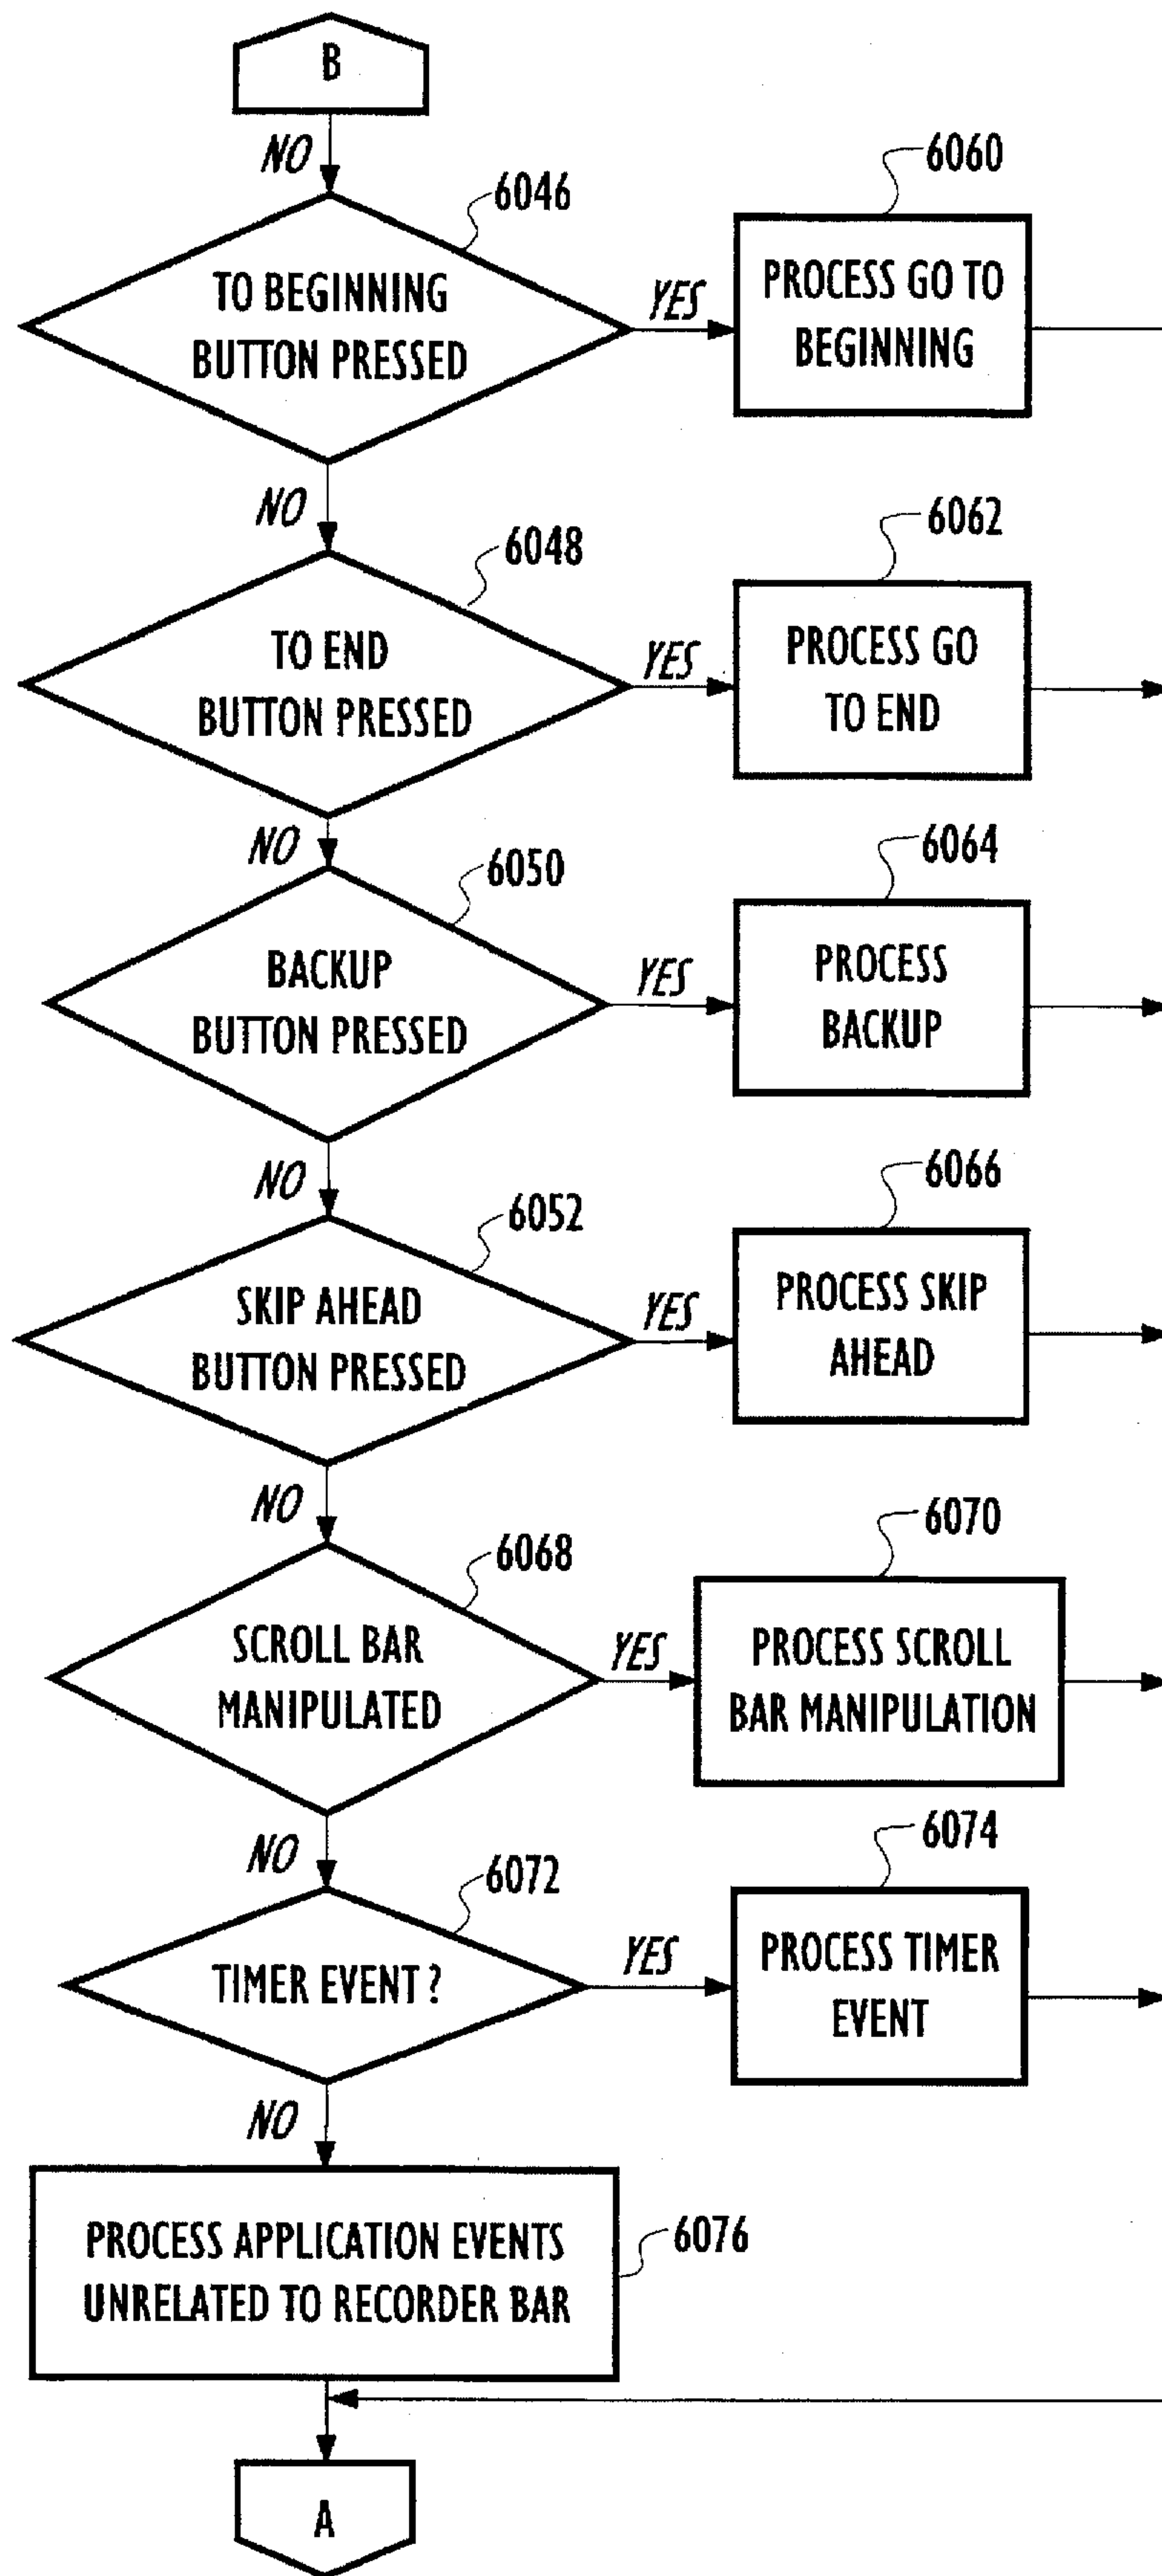 B
NO
6046
6060
TO BEGINNING
BUTTON PRESSED
YES
PROCESS GO TO
BEGINNING
NO
6048
6062
TO END
BUTTON PRESSED
YES
PROCESS GO
TO END
NO
6050
6064
BACKUP
BUTTON PRESSED
YES
PROCESS
BACKUP
NO
6052
6066
SKIP AHEAD
BUTTON PRESSED
YES
PROCESS SKIP
AHEAD
NO
6068
6070
SCROLL BAR
MANIPULATED
YES
PROCESS SCROLL
BAR MANIPULATION
NO
6072
6074
TIMER EVENT?
YES
PROCESS TIMER
EVENT
NO
PROCESS APPLICATION EVENTS
UNRELATED TO RECORDER BAR
6076
A